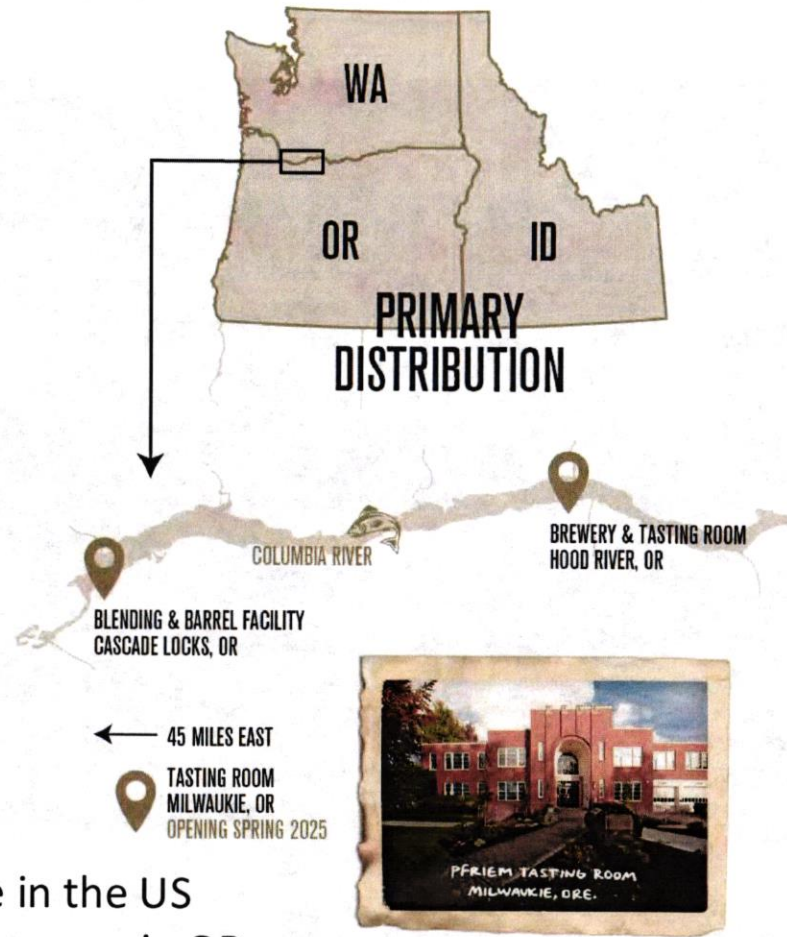 WA
OR
ID
PRIMARY
DISTRIBUTION
COLUMBIA RIVER
BREWERY & TASTING ROOM
HOOD RIVER, OR
BLENDING & BARREL FACILITY
CASCADE LOCKS, OR
45 MILES EAST
TASTING ROOM
MILWAUKIE, OR
OPENING SPRING 2025
PFRIEM TASTING ROOM
MILWAUKIE, ORE.
in the US